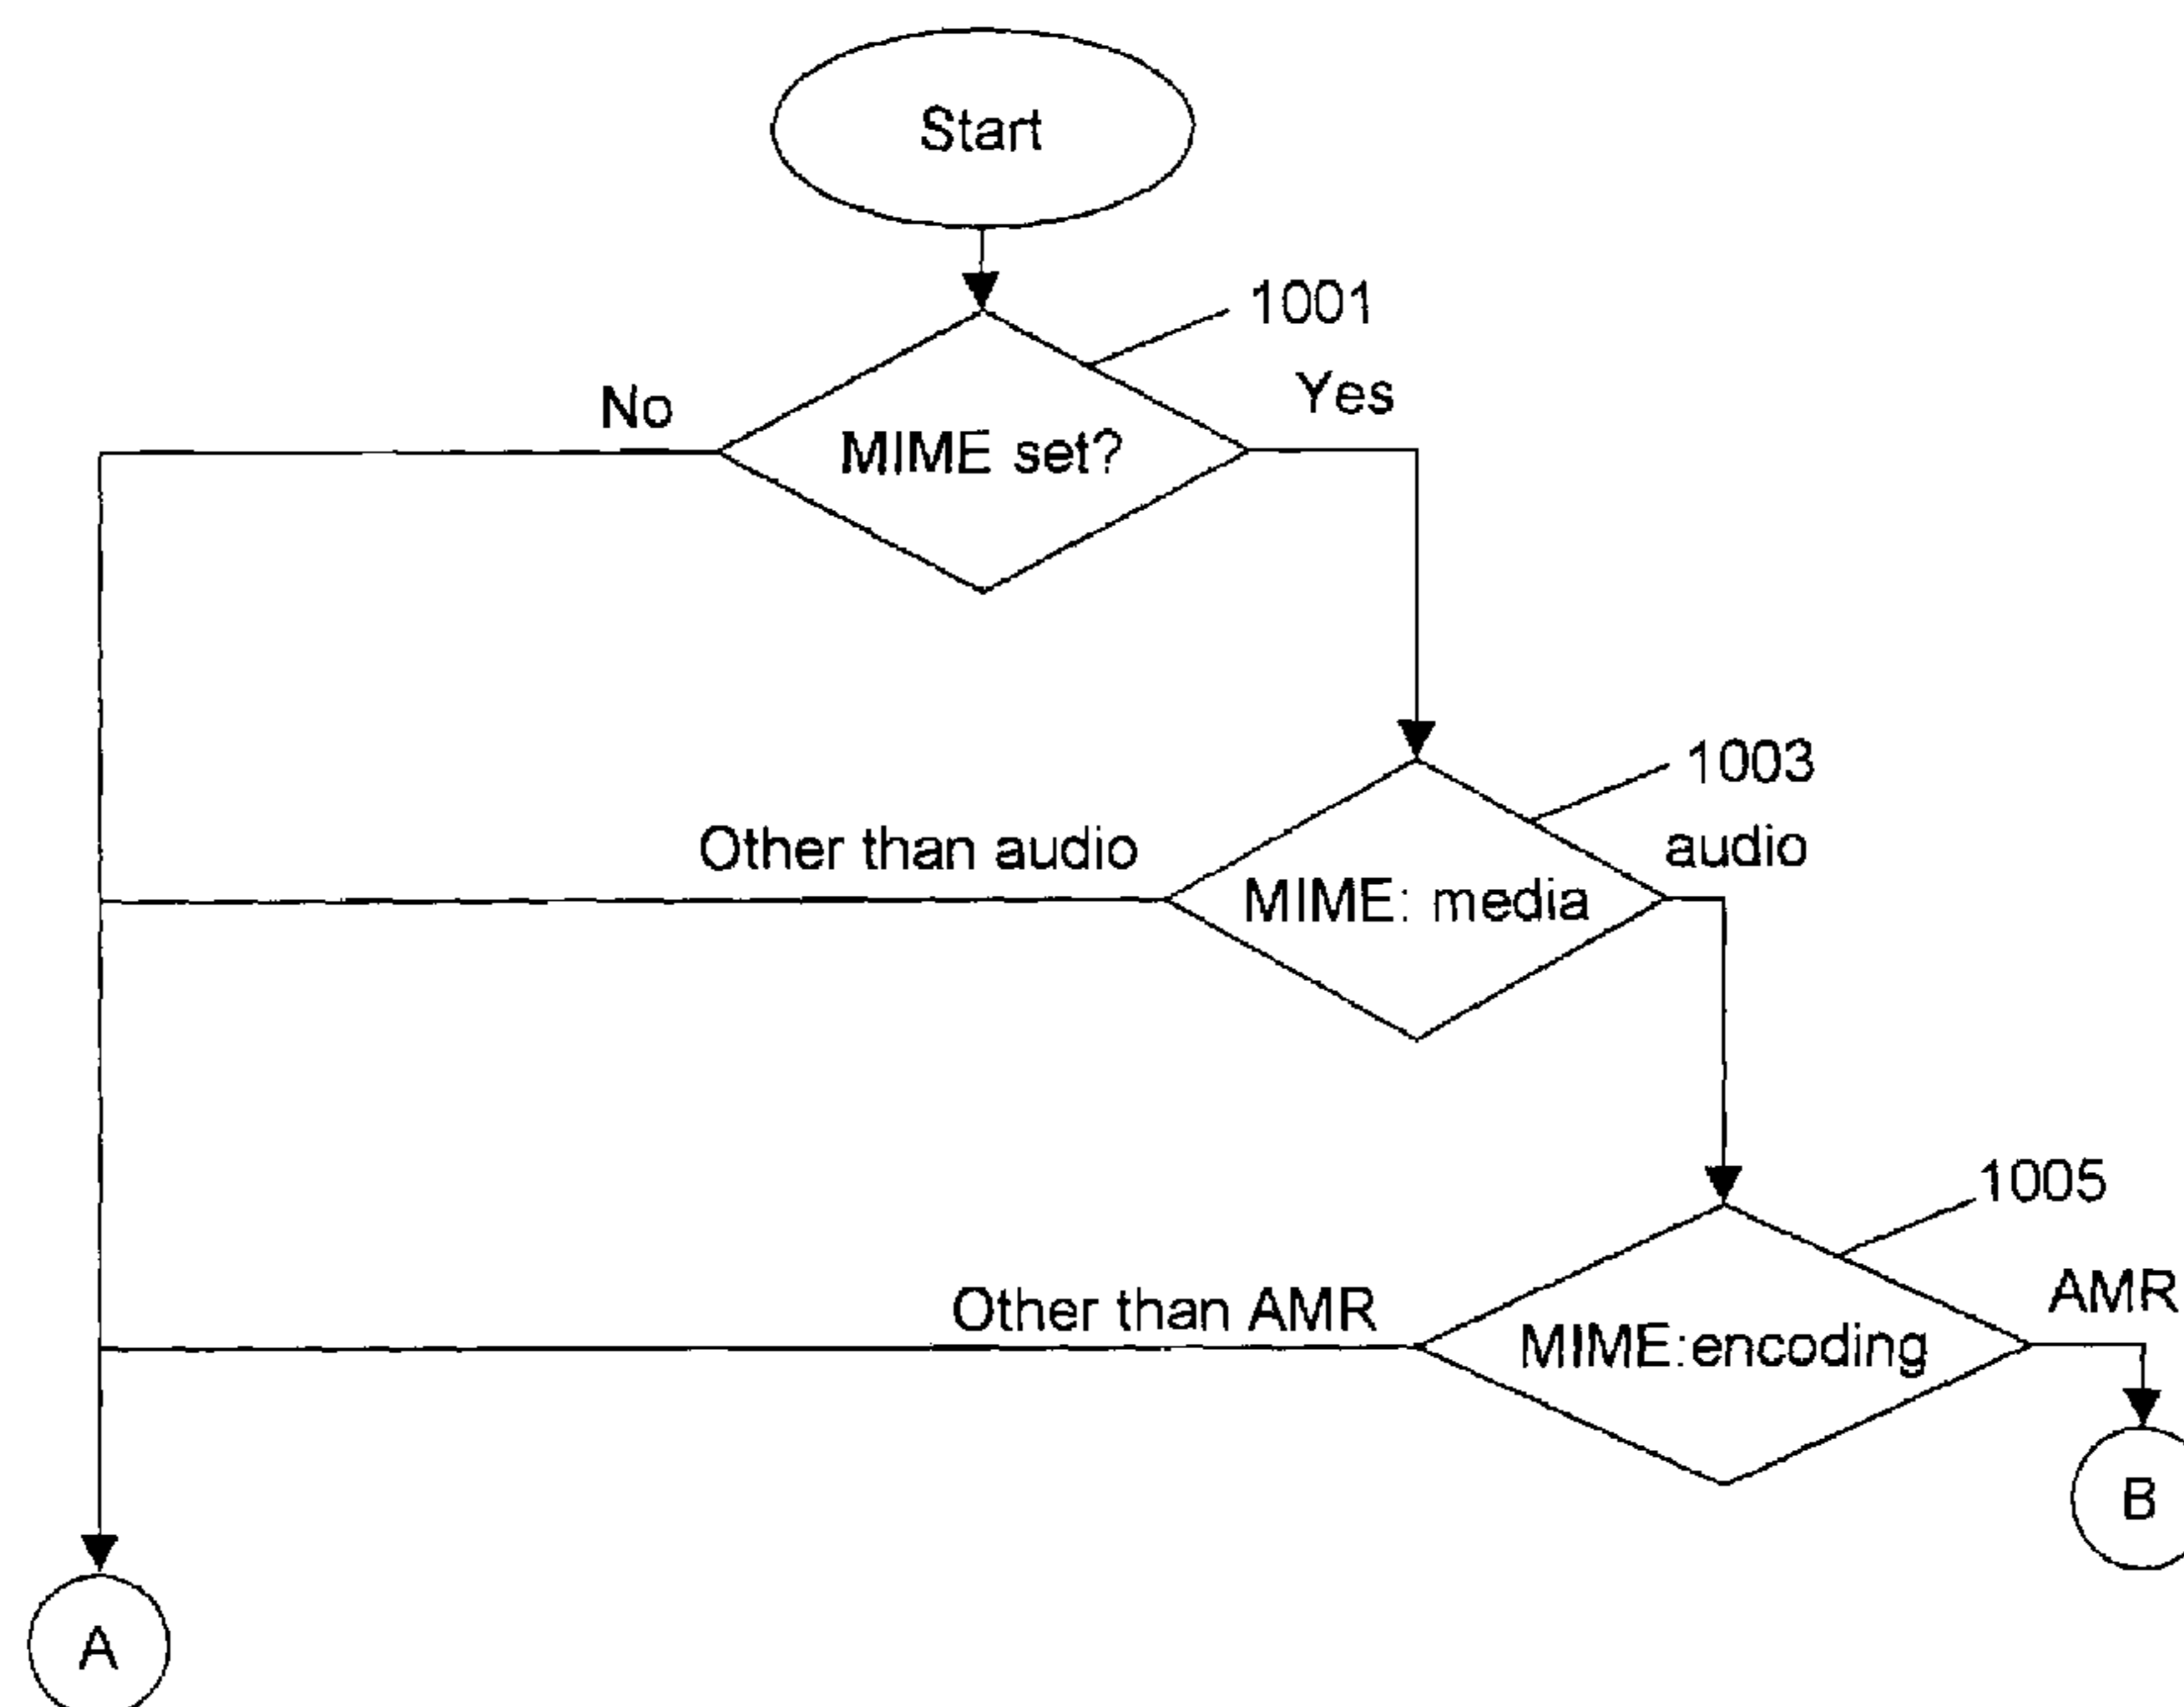 Start
1001
No
Yes
MIME set?
1003
Other than audio
audio
MIME: media
1005
Other than AMR
AMR
MIME:encoding
B
A